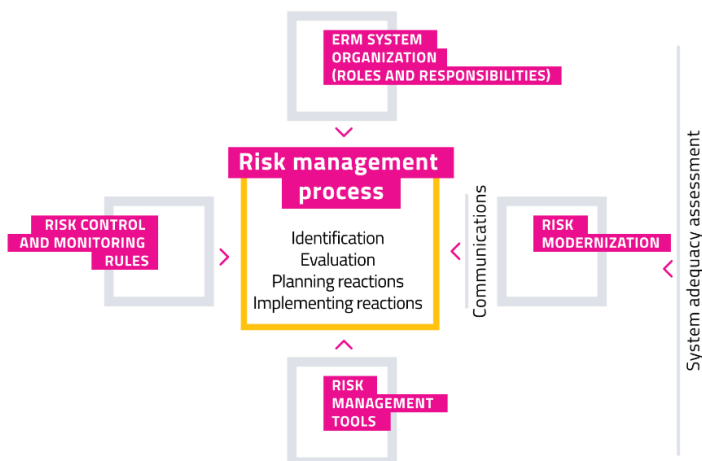 ERM SYSTEM
ORGANIZATION
(ROLES AND RESPONSIBILITIES)
Risk management
process
Identification
Evaluation
Planning reactions
Implementing reactions
RISK CONTROL
AND MONITORING
RULES
Communications
RISK
MODERNIZATION
System adequacy assessment
RISK
MANAGEMENT
TOOLS